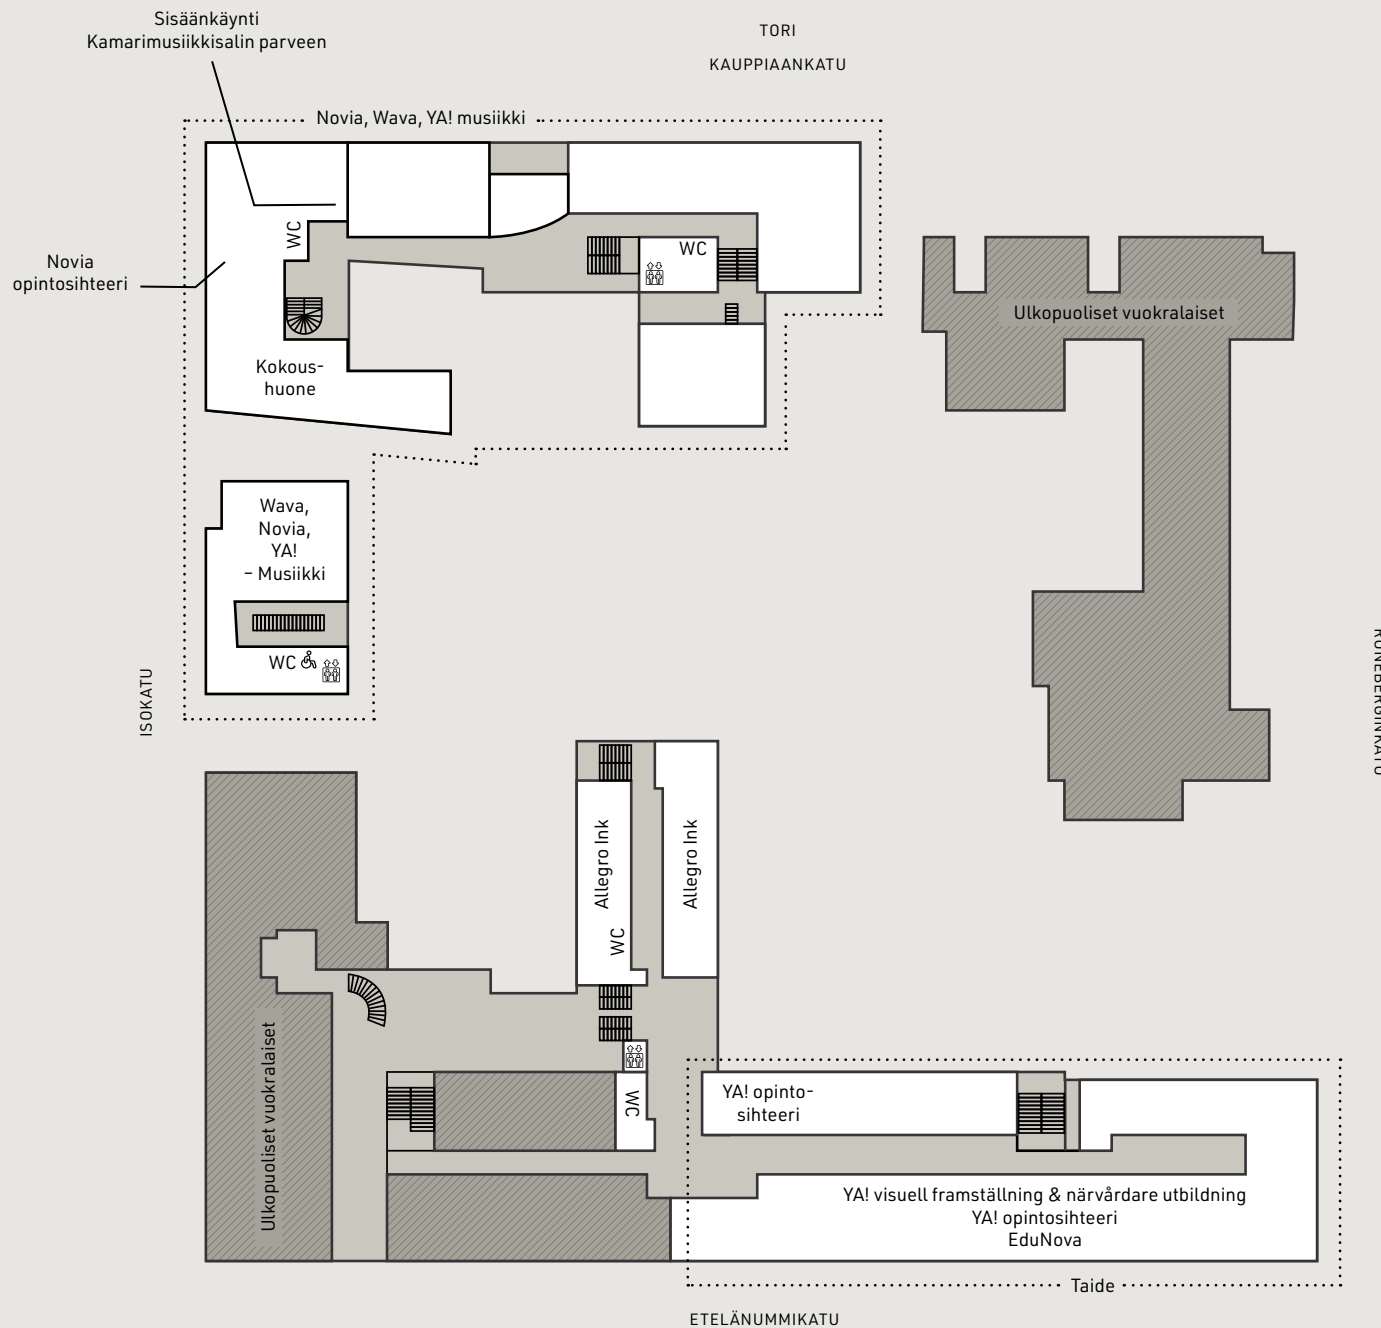 Sisäänkäynti
Kamarimusiikkisalin parveen
TORI
KAUPPIAANKATU
Novia, Wava, YA! musiikki
WC
WC
Novia
opintosihteeri
Ulkopuoliset vuokralaiset
Kokous-
huone
Wava,
Novia,
YA!
– Musiikki
WC
ISOKATU
RUNEBERGINKATU
Allegro Ink
Allegro Ink
WC
Ulkopuoliset vuokralaiset
WC
YA! opinto-
sihteeri
YA! visuell framställning & närvårdare utbildning
YA! opintosihteeri
EduNova
Taide
ETELÄNUMMIKATU